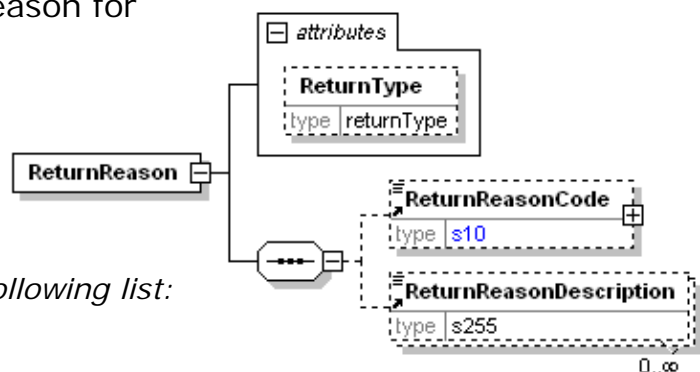 eason for
attributes
ReturnType
type returnType
ReturnReason
ReturnReasonCode
type s10
ollowing list:
ReturnReasonDescription
type s255
0..∞